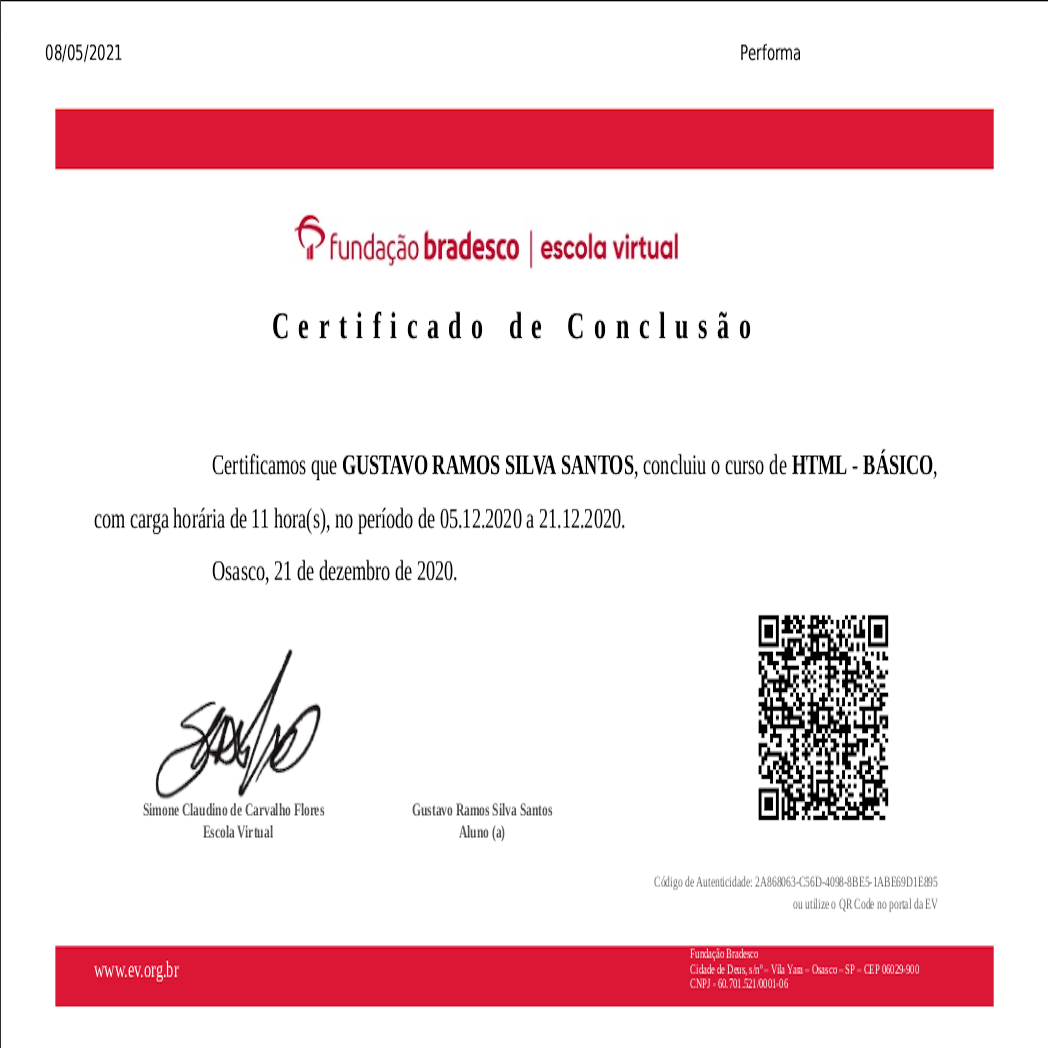 08/05/2021 Performa
fundação bradesco | escola virtual
Certificado de Conclusão
Certificamos que GUSTAVO RAMOS SILVA SANTOS, concluiu o curso de HTML - BÁSICO,
com carga horária de 11 hora(s), no período de 05.12.2020 a 21.12.2020.
Osasco, 21 de dezembro de 2020.
Simone Claudino de Carvalho Flores
Escola Virtual
Gustavo Ramos Silva Santos
Aluno (a)
Código de Autenticidade: 2A868063-C56D-4098-8BE5-1ABE69D1E895
ou utilize o QR Code no portal da EV
www.ev.org.br
Fundação Bradesco
Cidade de Deus, s/nº – Vila Yara – Osasco – SP – CEP 06029-900
CNPJ - 60.701.521/0001-06